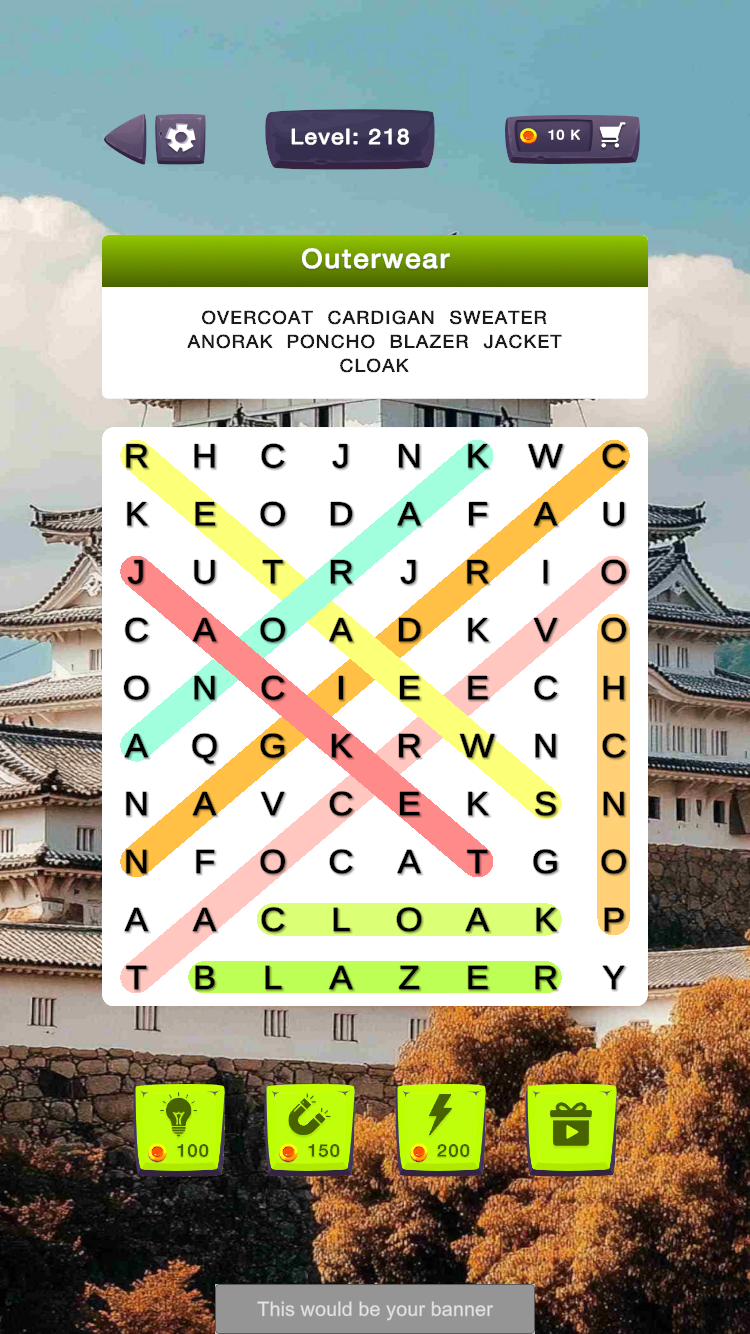 Level: 218
10 K
Outerwear
OVERCOAT CARDIGAN SWEATER
ANORAK PONCHO BLAZER JACKET
CLOAK
R H C J N K W C
K E O D A F A U
J U T R J R I O
C A O A D K V O
O N C I E E C H
A Q G K R W N C
N A V C E K S N
N F O C A T G O
A A C L O A K P
T B L A Z E R Y
100 150 200
This would be your banner